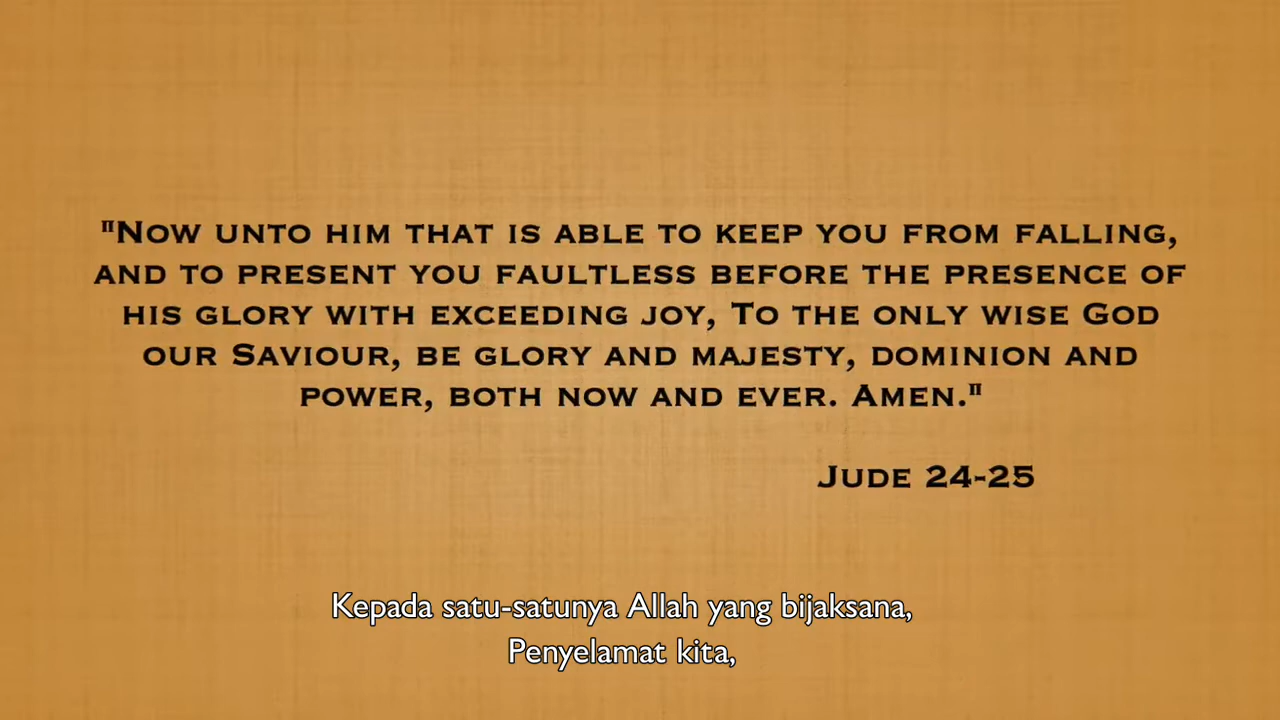 "Now unto him that is able to keep you from falling,
and to present you faultless before the presence of
his glory with exceeding joy, To the only wise God
our Saviour, be glory and majesty, dominion and
power, both now and ever. Amen."
Jude 24-25
Kepada satu-satunya Allah yang bijaksana,
Penyelamat kita,